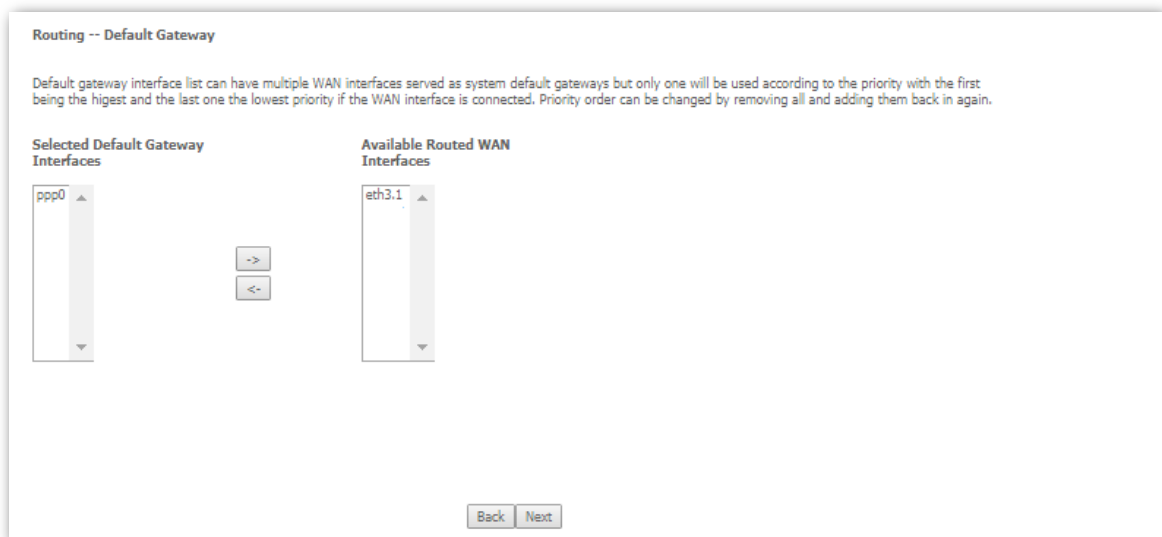 Routing -- Default Gateway
Default gateway interface list can have multiple WAN interfaces served as system default gateways but only one will be used according to the priority with the first
being the higest and the last one the lowest priority if the WAN interface is connected. Priority order can be changed by removing all and adding them back in again.
Selected Default Gateway
Interfaces
Available Routed WAN
Interfaces
ppp0
eth3.1
->
<-
Back Next